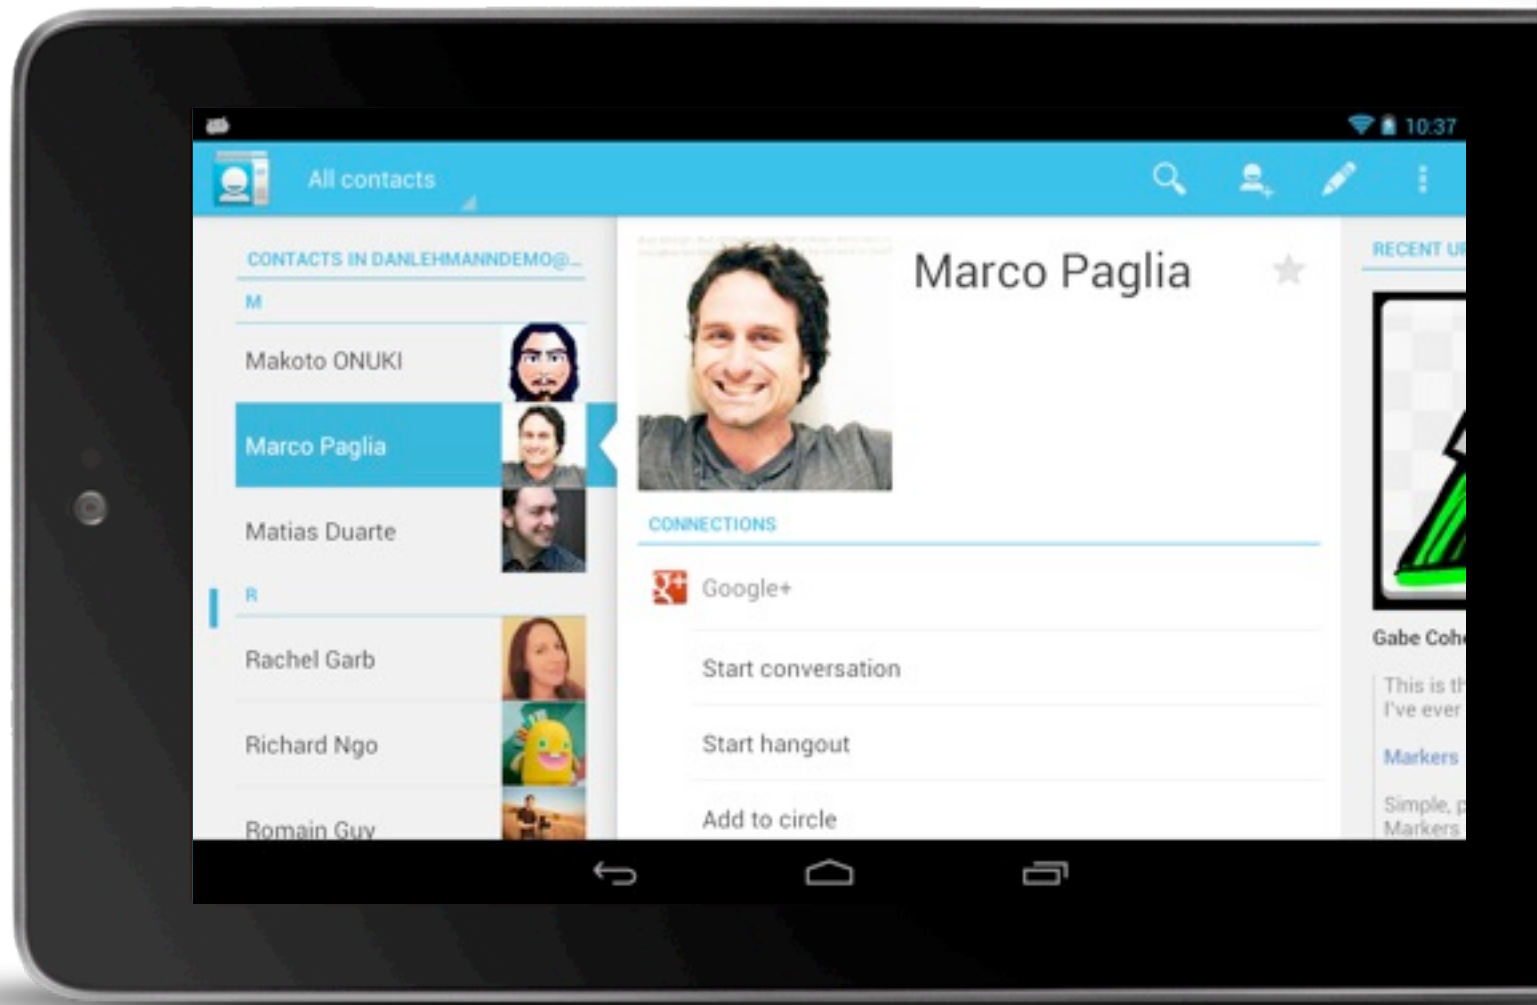 10:37
All contacts
CONTACTS IN DANLEHMANNDEMO@...
M
Makoto ONUKI
Marco Paglia
Matias Duarte
R
Rachel Garb
Richard Ngo
Romain Guy
Marco Paglia
CONNECTIONS
g+ Google+
Start conversation
Start hangout
Add to circle
RECENT
Gabe
This is
I've ever
Markers
Simple,
Markers